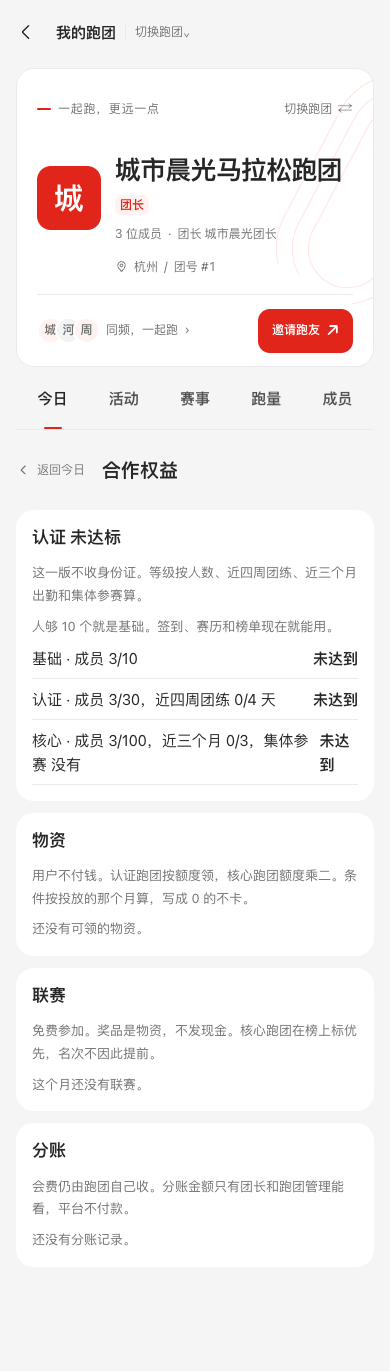 我的跑团 切换跑团
一起跑，更远一点 切换跑团
城 城市晨光马拉松跑团
团长
3 位成员 · 团长 城市晨光团长
杭州 / 团号 #1
城 河 周 同频，一起跑 › 邀请跑友
今日 活动 赛事 跑量 成员
返回今日 合作权益
认证 未达标
这一版不收身份证。等级按人数、近四周团练、近三个月
出勤和集体参赛算。
人够 10 个就是基础。签到、赛历和榜单现在就能用。
基础 · 成员 3/10 未达到
认证 · 成员 3/30，近四周团练 0/4 天 未达到
核心 · 成员 3/100，近三个月 0/3，集体参 未达
赛 没有 到
物资
用户不付钱。认证跑团按额度领，核心跑团额度乘二。条
件按投放的那个月算，写成 0 的不卡。
还没有可领的物资。
联赛
免费参加。奖品是物资，不发现金。核心跑团在榜上标优
先，名次不因此提前。
这个月还没有联赛。
分账
会费仍由跑团自己收。分账金额只有团长和跑团管理能
看，平台不付款。
还没有分账记录。